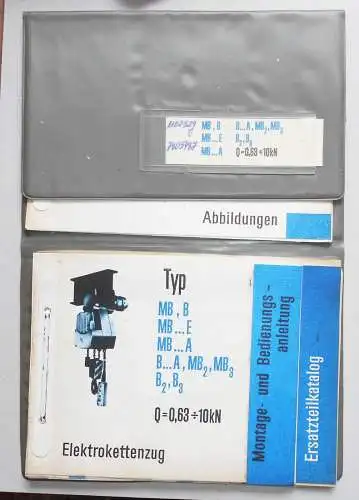 MB, B B...A, MB2, MB3
MB...E B2, B3
MB...A Q=0,63÷10kN
Abbildungen
Typ
MB, B
MB...E
MB...A
B...A, MB2, MB3
B2, B3
Q=0,63÷10kN
Elektrokettenzug
Montage- und Bedienungs-
anleitung
Ersatzteilkatalog